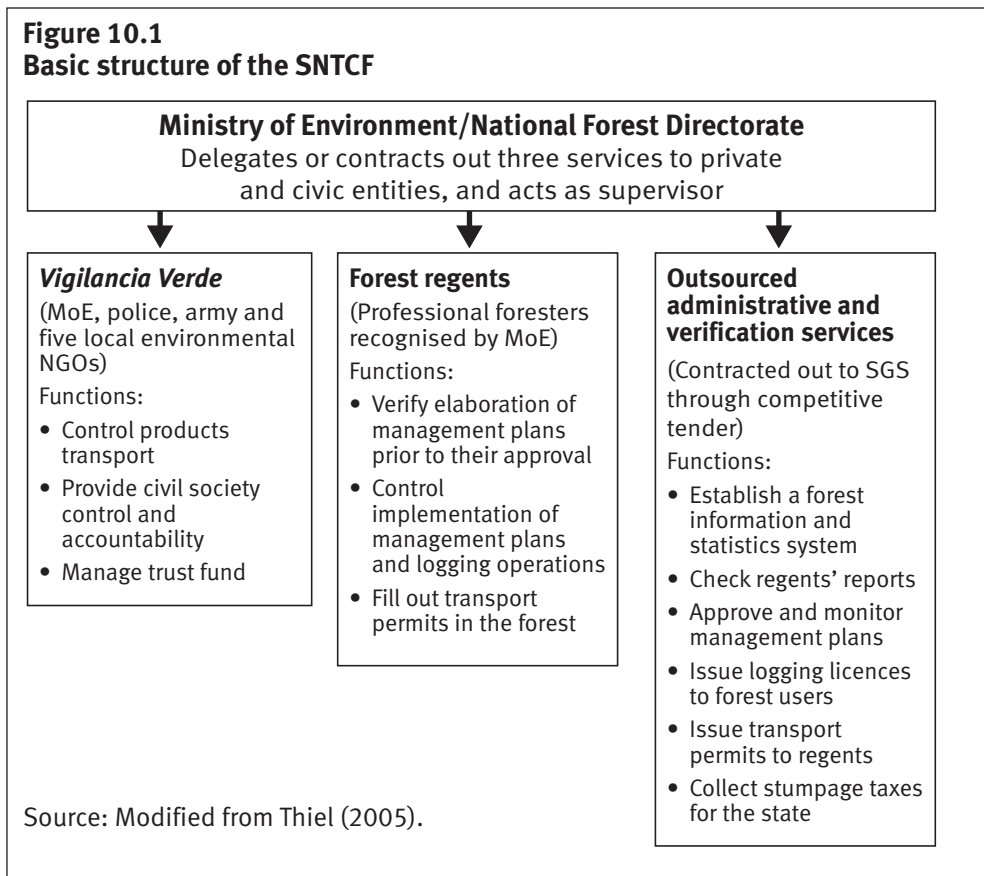 Figure 10.1
Basic structure of the SNTCF
Ministry of Environment/National Forest Directorate
Delegates or contracts out three services to private
and civic entities, and acts as supervisor
Vigilancia Verde
(MoE, police, army and
five local environmental
NGOs)
Functions:
• Control products
transport
• Provide civil society
control and
accountability
• Manage trust fund
Forest regents
(Professional foresters
recognised by MoE)
Functions:
• Verify elaboration of
management plans
prior to their approval
• Control
implementation of
management plans
and logging operations
• Fill out transport
permits in the forest
Outsourced
administrative and
verification services
(Contracted out to SGS
through competitive
tender)
Functions:
• Establish a forest
information and
statistics system
• Check regents’ reports
• Approve and monitor
management plans
• Issue logging licences
to forest users
• Issue transport
permits to regents
• Collect stumpage taxes
for the state
Source: Modified from Thiel (2005).